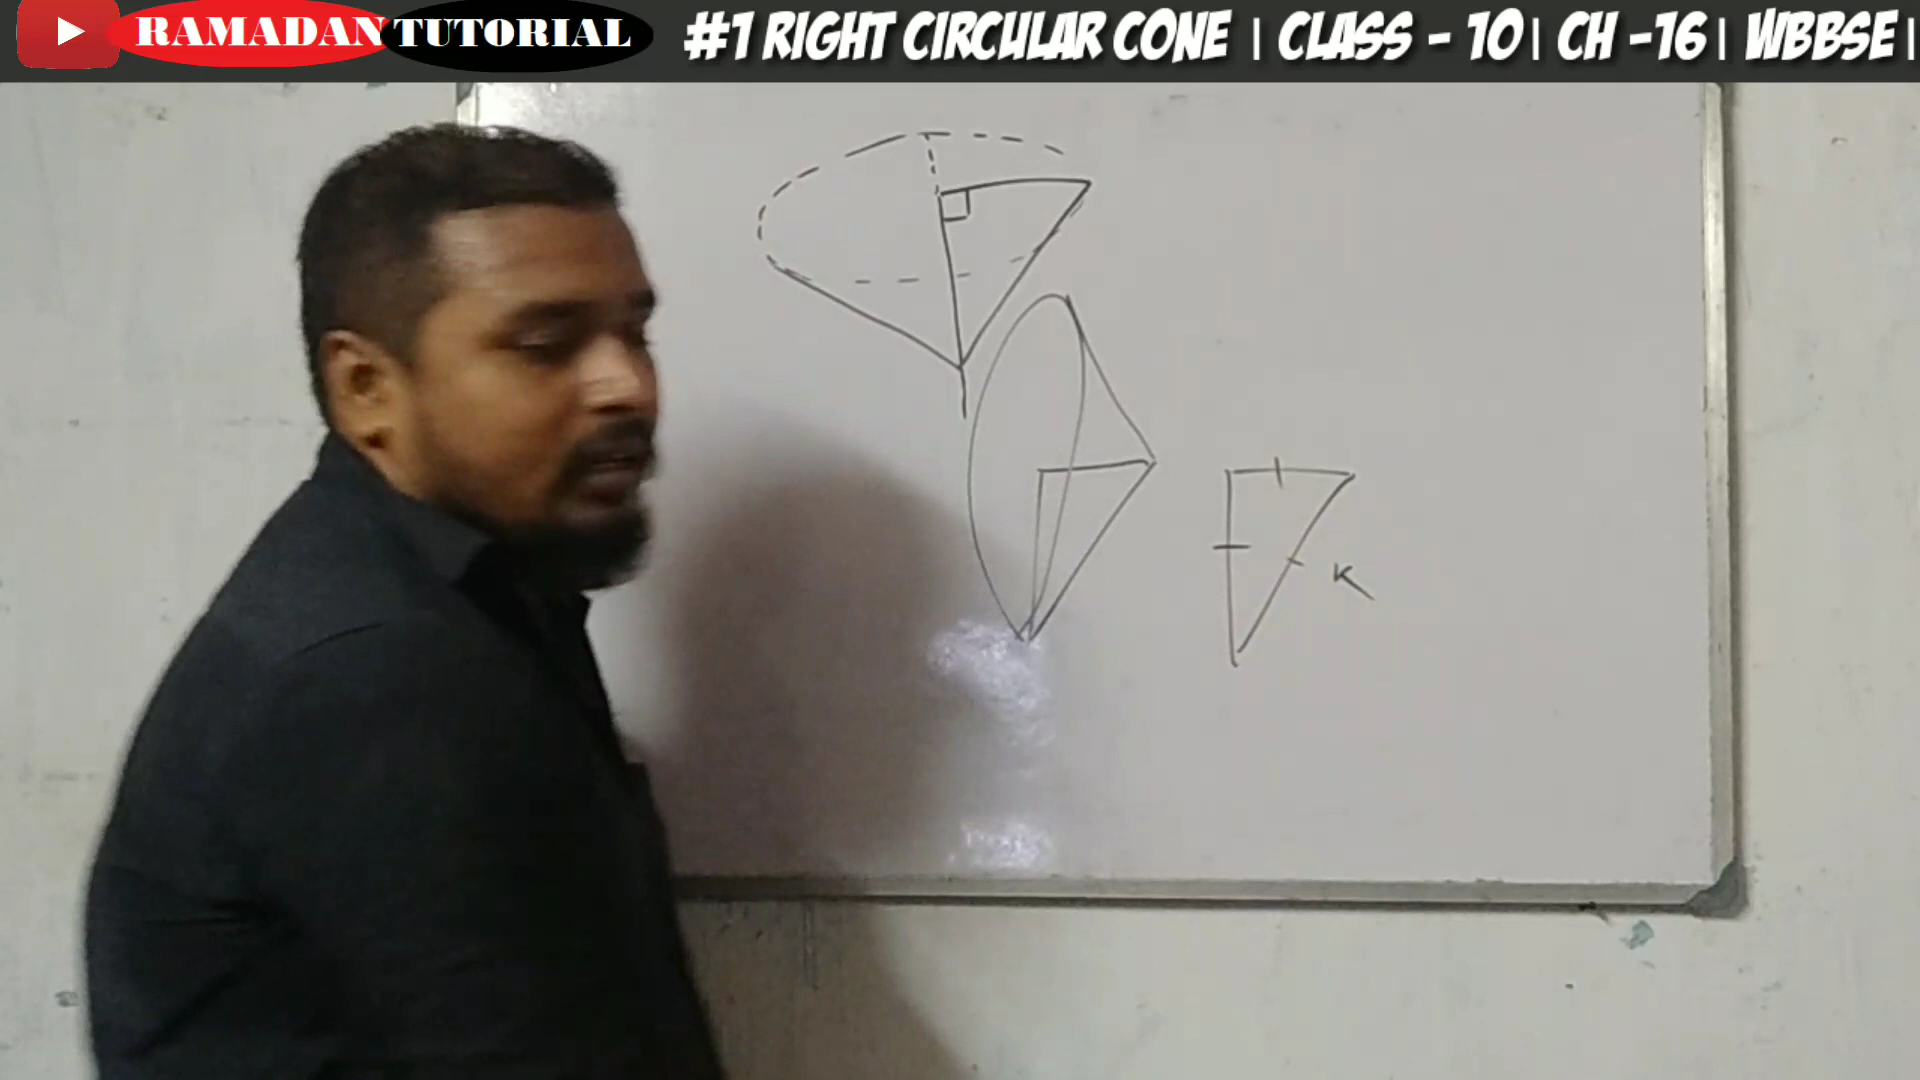 RAMADAN TUTORIAL
#1 RIGHT CIRCULAR CONE | CLASS - 10 | CH -16 | WBBSE |
K